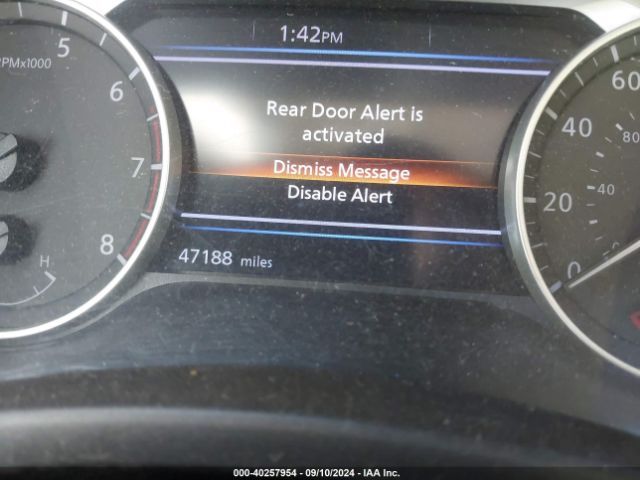 1:42PM
Rear Door Alert is
activated
Dismiss Message
Disable Alert
47188 miles
5
6
7
8
H
PMx1000
0
20
40
60
40
80
000-40257954 - 09/10/2024 - IAA Inc.